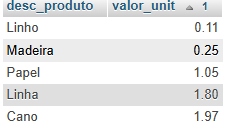 desc_produto valor_unit 1
Linho 0.11
Madeira 0.25
Papel 1.05
Linha 1.80
Cano 1.97